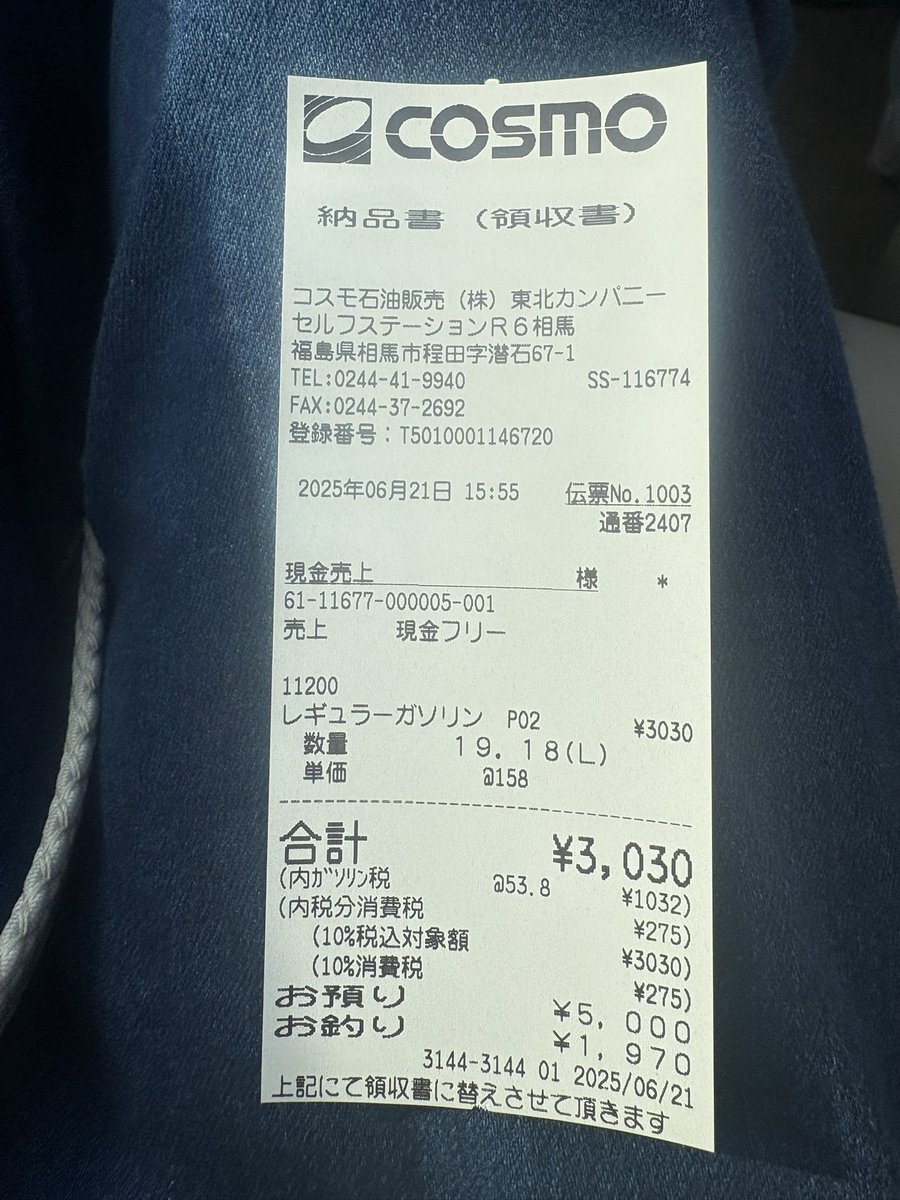 COSMO
納品書 (領収書)
コスモ石油販売 (株) 東北カンパニー
セルフステーションR6相馬
福島県相馬市程田字潜石67-1
TEL:0244-41-9940 SS-116774
FAX:0244-37-2692
登録番号:T5010001146720
2025年06月21日 15:55 伝票No.1003
通番2407
現金売上 様 *
61-11677-000005-001
売上 現金フリー
11200
レギュラーガソリン P02 ¥3030
数量 19.18(L)
単価 @158
合計 ¥3,030
(内ガソリン税 @53.8 ¥1032)
(内税分消費税 ¥275)
(10%税込対象額 ¥3030)
(10%消費税 ¥275)
お預り ¥5,000
お釣り ¥1,970
3144-3144 01 2025/06/21
上記にて領収書に替えさせて頂きます